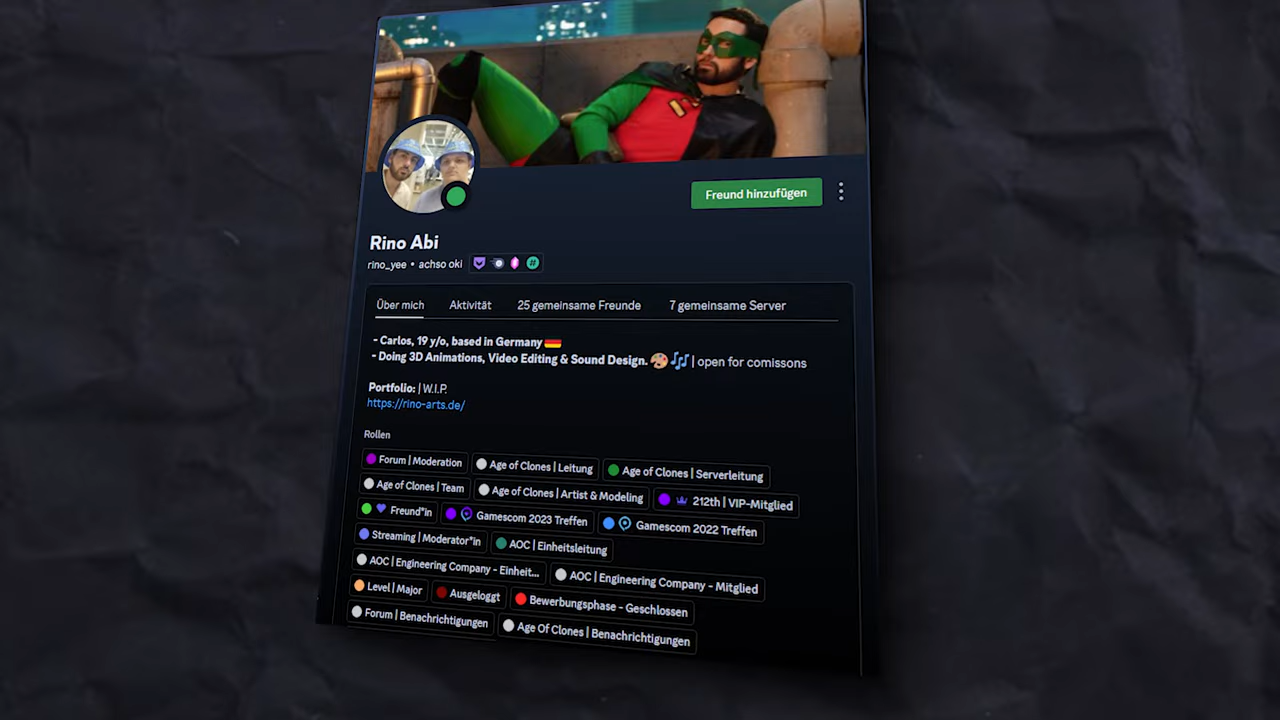 Freund hinzufügen
Rino Abi
rino_yee • achso oki #
Über mich Aktivität 25 gemeinsame Freunde 7 gemeinsame Server
- Carlos, 19 y/o, based in Germany
- Doing 3D Animations, Video Editing & Sound Design. | open for comissons
Portfolio: | W.I.P.
https://rino-arts.de/
Rollen
Forum | Moderation Age of Clones | Leitung Age of Clones | Serverleitung
Age of Clones | Team Age of Clones | Artist & Modeling 212th | VIP-Mitglied
Freund*in Gamescom 2023 Treffen Gamescom 2022 Treffen
Streaming | Moderator*in AOC | Einheitsleitung
AOC | Engineering Company - Einheit... AOC | Engineering Company - Mitglied
Level | Major Ausgeloggt Bewerbungsphase - Geschlossen
Forum | Benachrichtigungen Age Of Clones | Benachrichtigungen